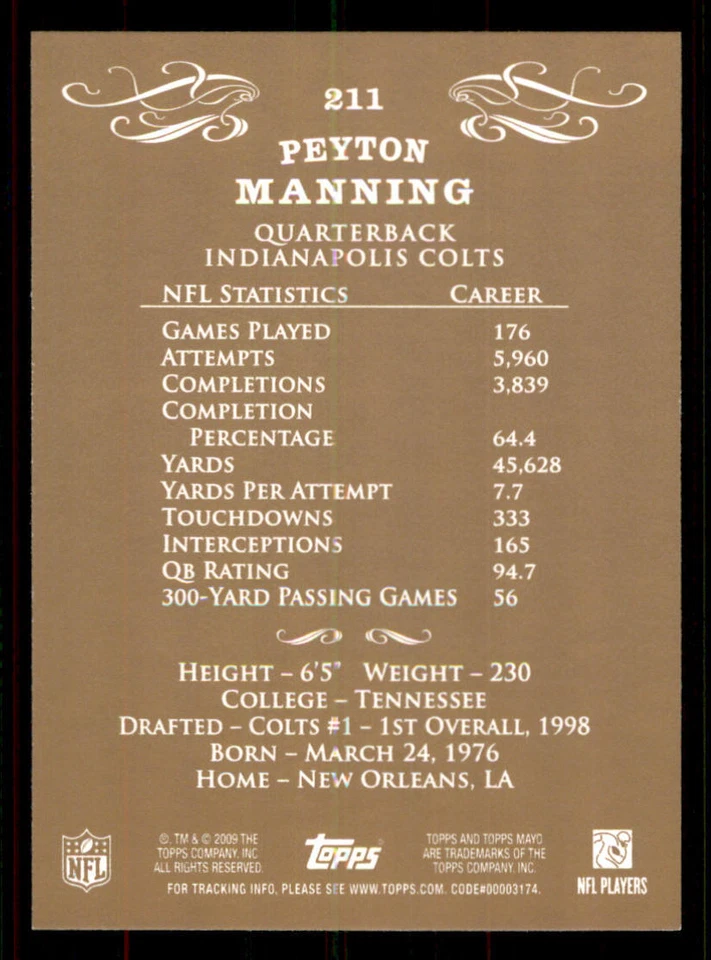 211
PEYTON
MANNING
QUARTERBACK
INDIANAPOLIS COLTS
NFL STATISTICS CAREER
GAMES PLAYED 176
ATTEMPTS 5,960
COMPLETIONS 3,839
COMPLETION
PERCENTAGE 64.4
YARDS 45,628
YARDS PER ATTEMPT 7.7
TOUCHDOWNS 333
INTERCEPTIONS 165
QB RATING 94.7
300-YARD PASSING GAMES 56
HEIGHT – 6'5" WEIGHT – 230
COLLEGE – TENNESSEE
DRAFTED – COLTS #1 – 1ST OVERALL, 1998
BORN – MARCH 24, 1976
HOME – NEW ORLEANS, LA
NFL
®, TM & © 2009 THE
TOPPS COMPANY, INC.
ALL RIGHTS RESERVED.
Topps
TOPPS AND TOPPS MAYO
ARE TRADEMARKS OF THE
TOPPS COMPANY, INC.
NFL PLAYERS
FOR TRACKING INFO, PLEASE SEE WWW.TOPPS.COM. CODE#00003174.